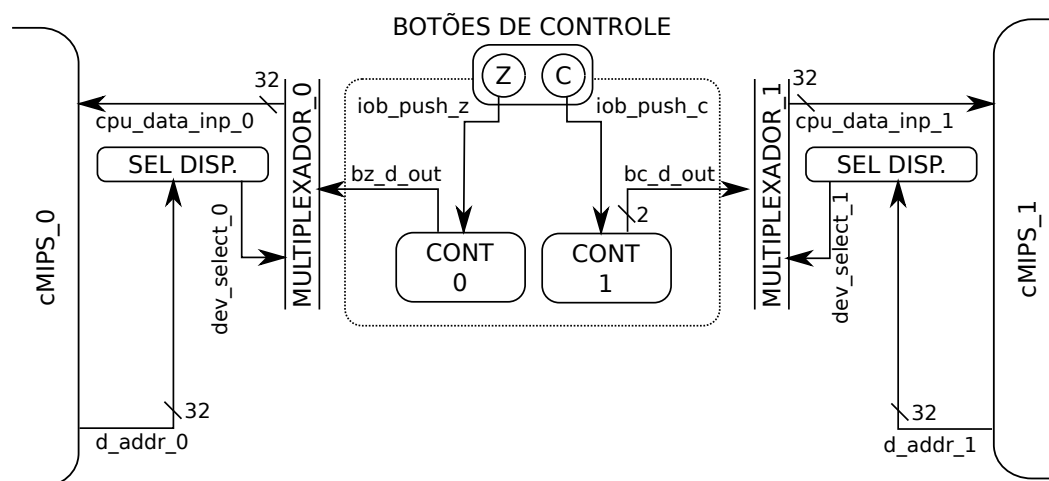 BOTÕES DE CONTROLE
Z C
32
cpu_data_inp_0
SEL DISP.
dev_select_0
MULTIPLEXADOR_0
iob_push_z
iob_push_c
bz_d_out
bc_d_out
2
CONT
0
CONT
1
MULTIPLEXADOR_1
32
cpu_data_inp_1
SEL DISP.
dev_select_1
cMIPS_0
32
d_addr_0
32
d_addr_1
cMIPS_1